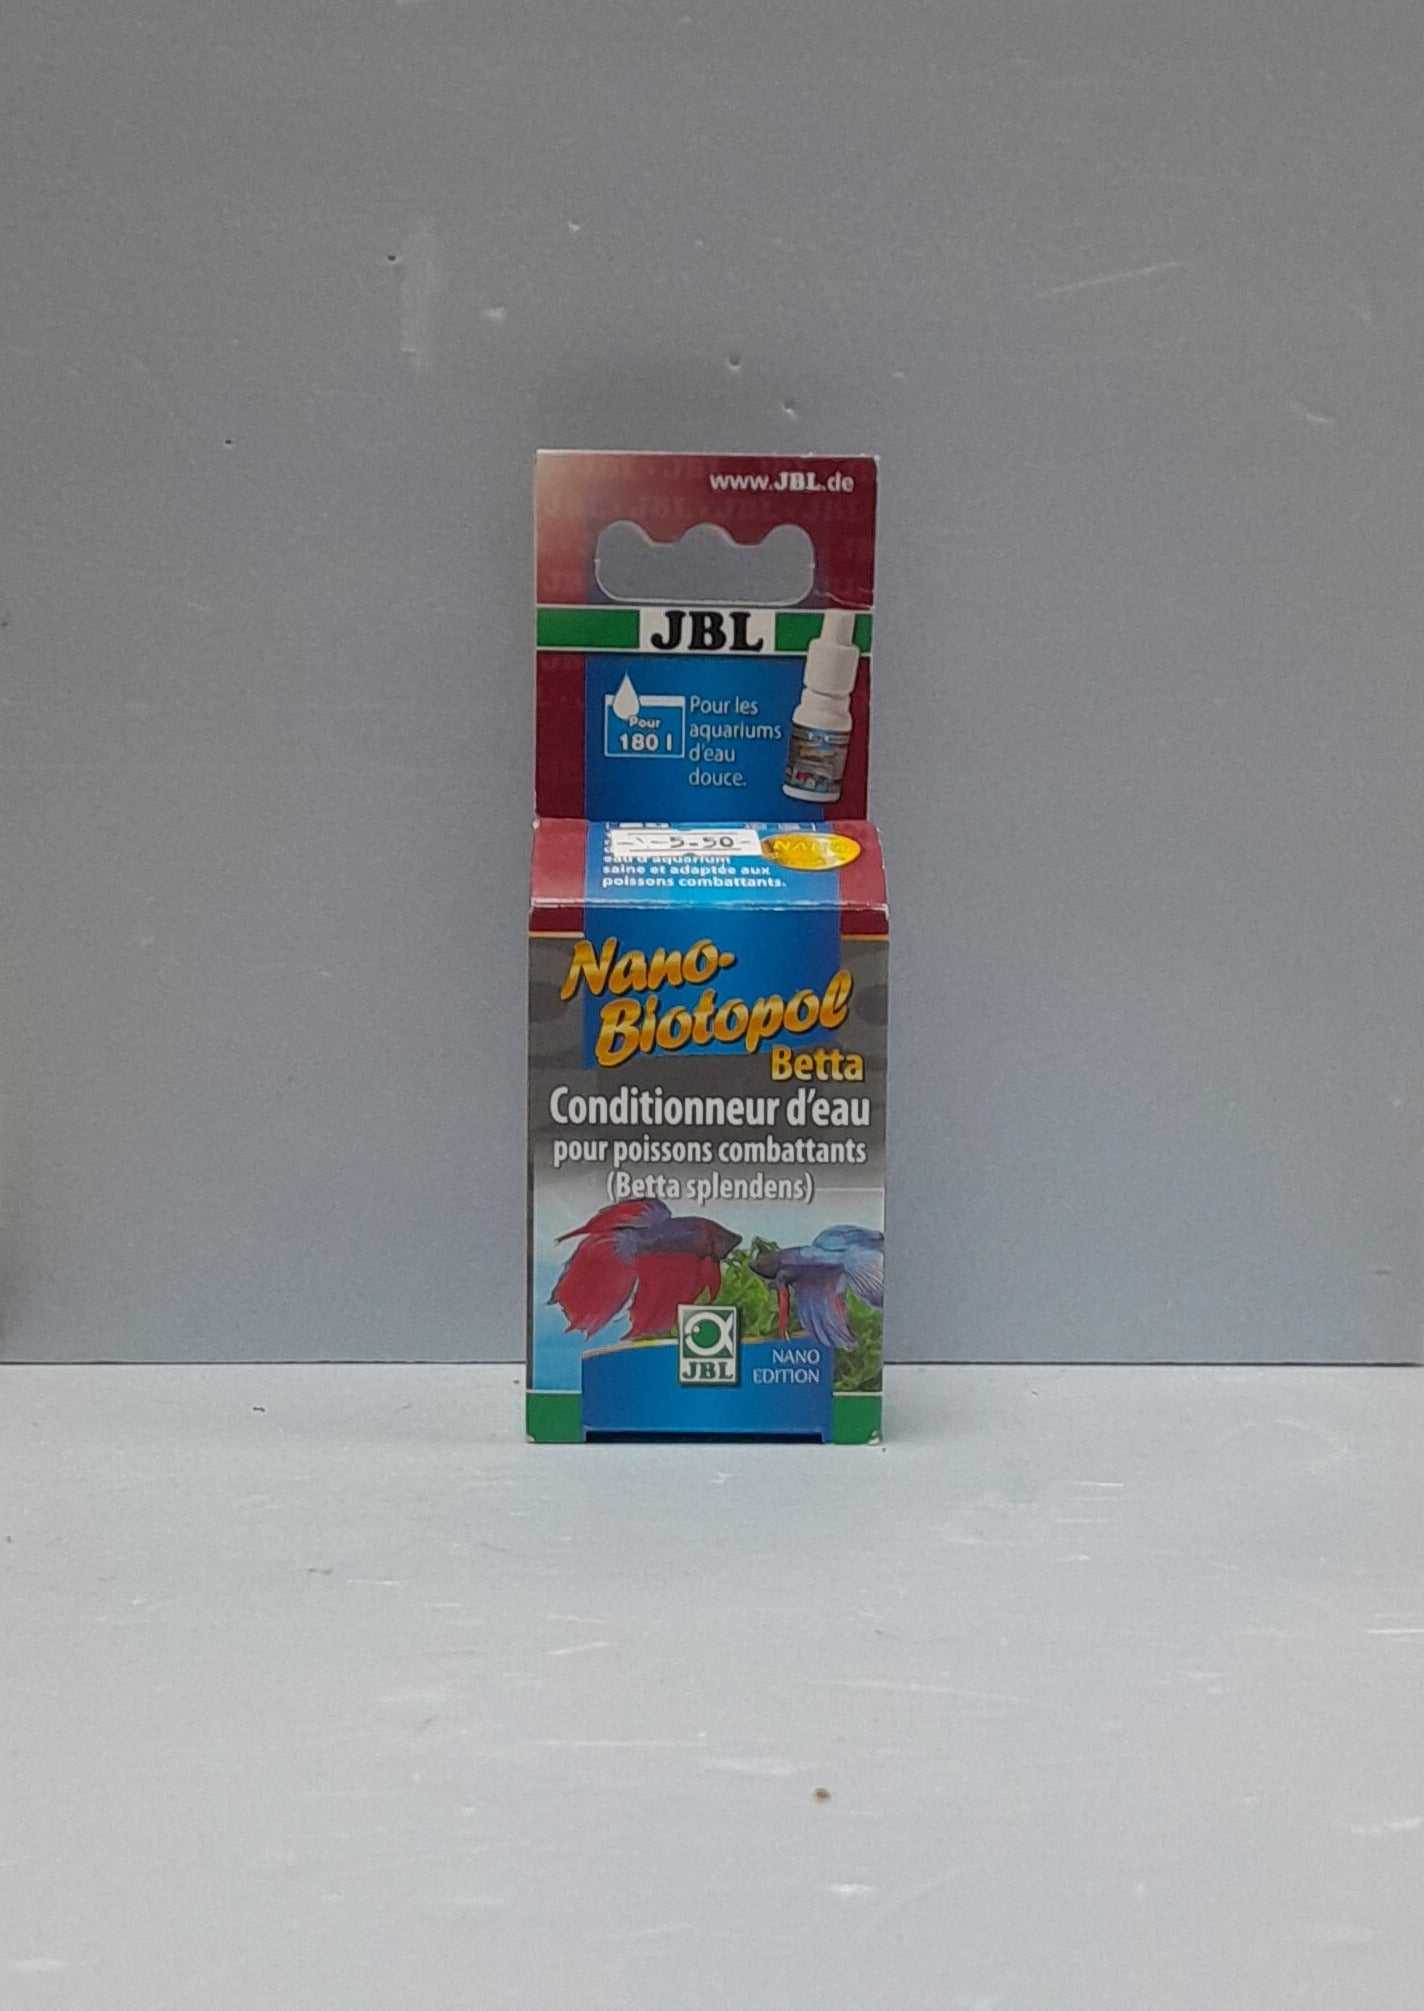 www.JBL.de
JBL
Pour
180 l
Pour les
aquariums
d'eau
douce.
5.50
NANO
eau d'aquarium
saine et adaptée aux
poissons combattants.
Nano-
Biotopol
Betta
Conditionneur d'eau
pour poissons combattants
(Betta splendens)
JBL
NANO
EDITION